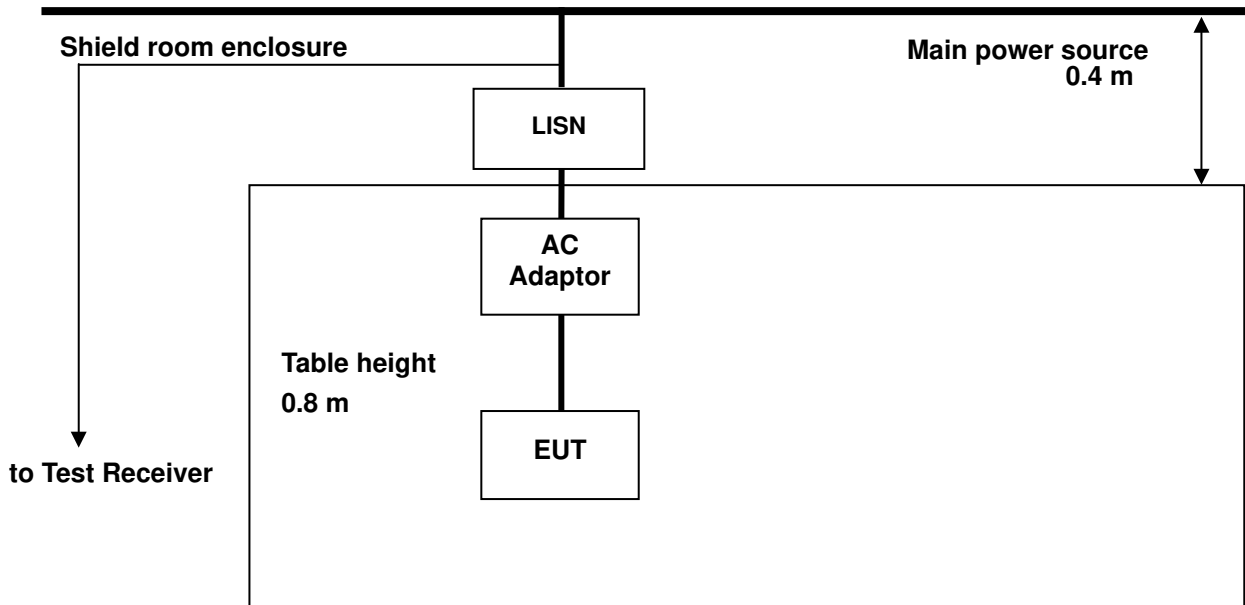 Shield room enclosure
Main power source
0.4 m
LISN
AC
Adaptor
Table height
0.8 m
EUT
to Test Receiver